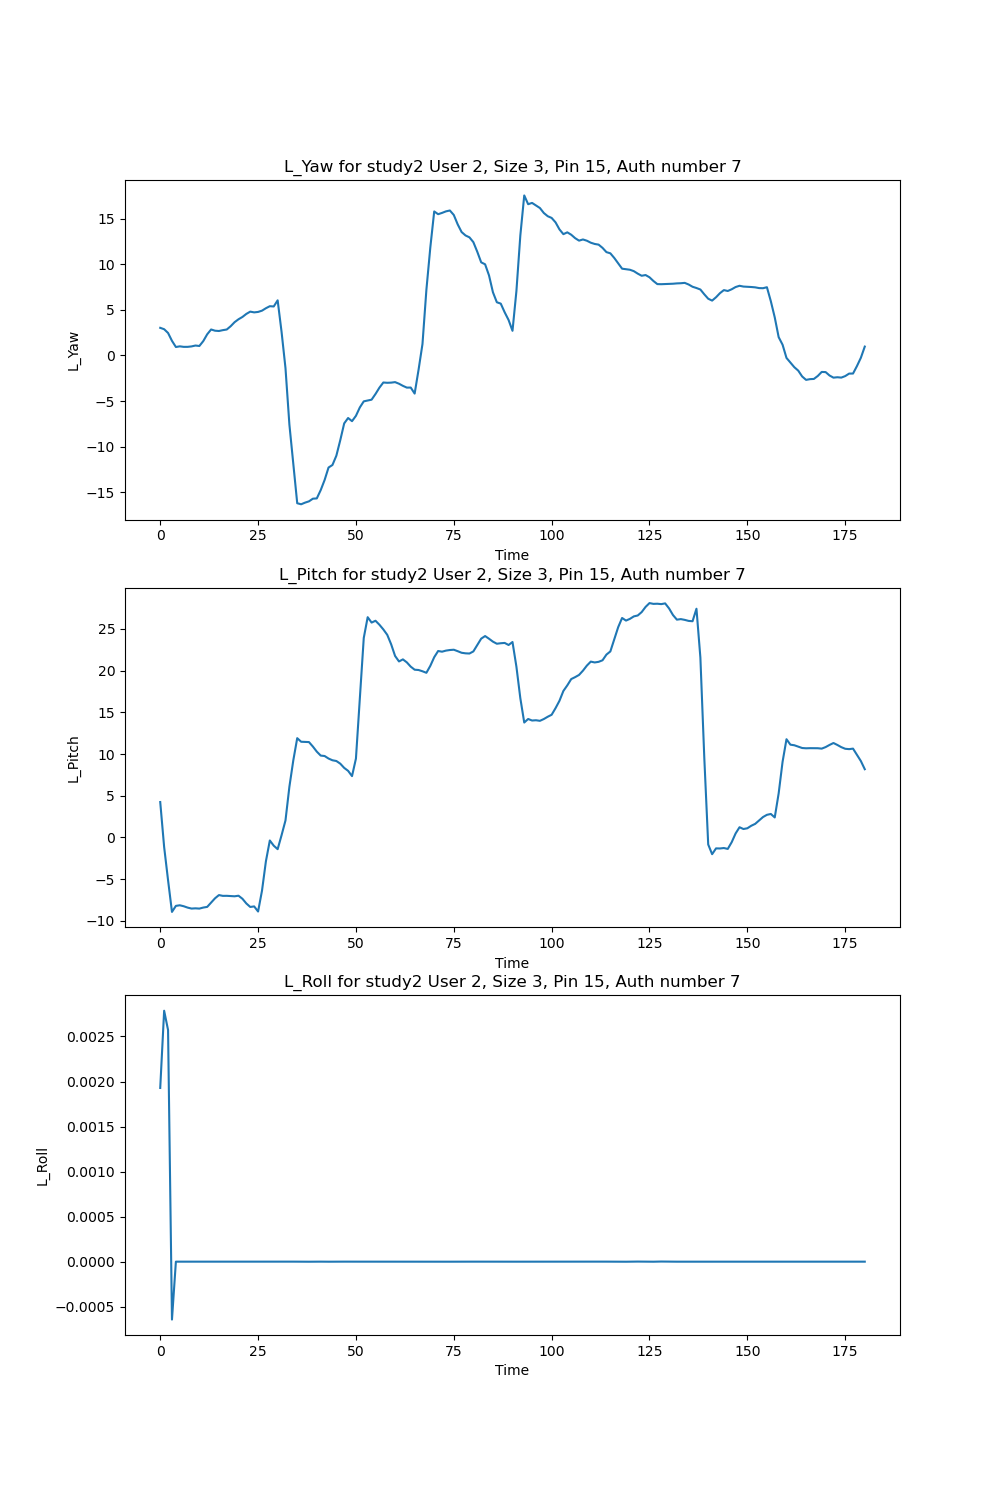 L_Yaw for study2 User 2, Size 3, Pin 15, Auth number 7
15
10
5
0
−5
−10
−15
L_Yaw
0 25 50 75 100 125 150 175
Time
L_Pitch for study2 User 2, Size 3, Pin 15, Auth number 7
25
20
15
10
5
0
−5
−10
L_Pitch
0 25 50 75 100 125 150 175
Time
L_Roll for study2 User 2, Size 3, Pin 15, Auth number 7
0.0025
0.0020
0.0015
0.0010
0.0005
0.0000
−0.0005
L_Roll
0 25 50 75 100 125 150 175
Time